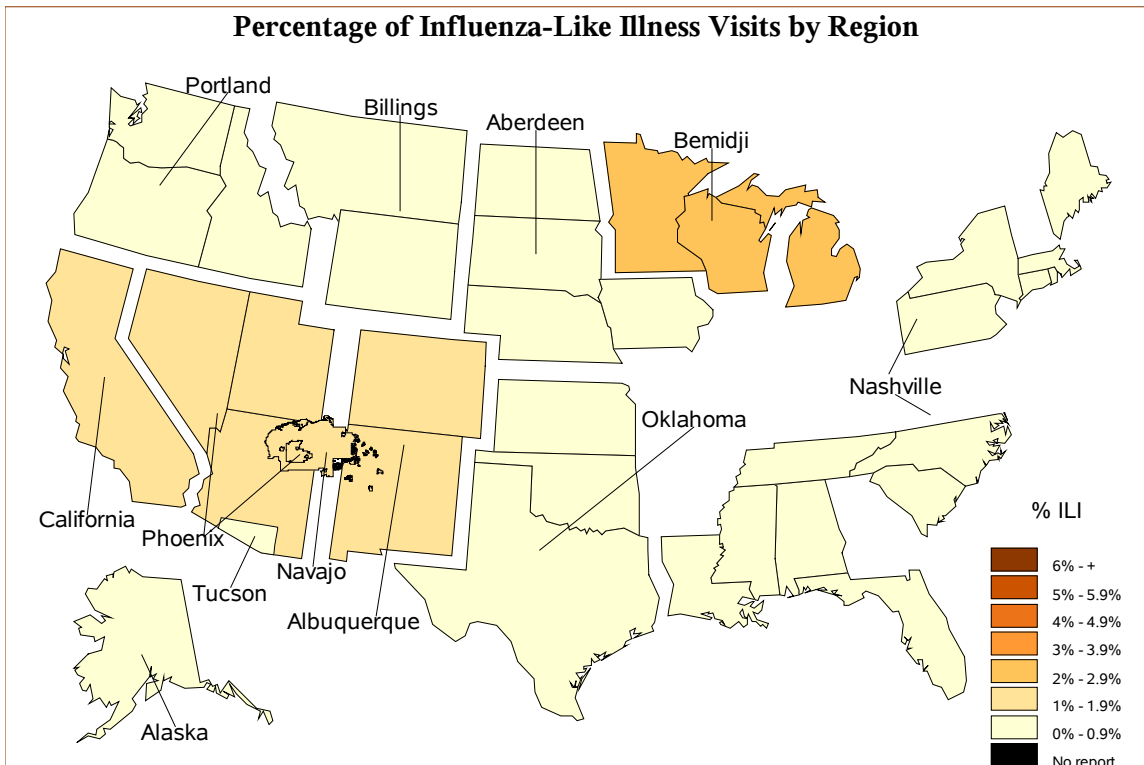 Percentage of Influenza-Like Illness Visits by Region
Portland
Billings
Aberdeen
Bemidji
Nashville
Oklahoma
California
Phoenix
Tucson
Navajo
Albuquerque
Alaska
% ILI
6% - +
5% - 5.9%
4% - 4.9%
3% - 3.9%
2% - 2.9%
1% - 1.9%
0% - 0.9%
No report